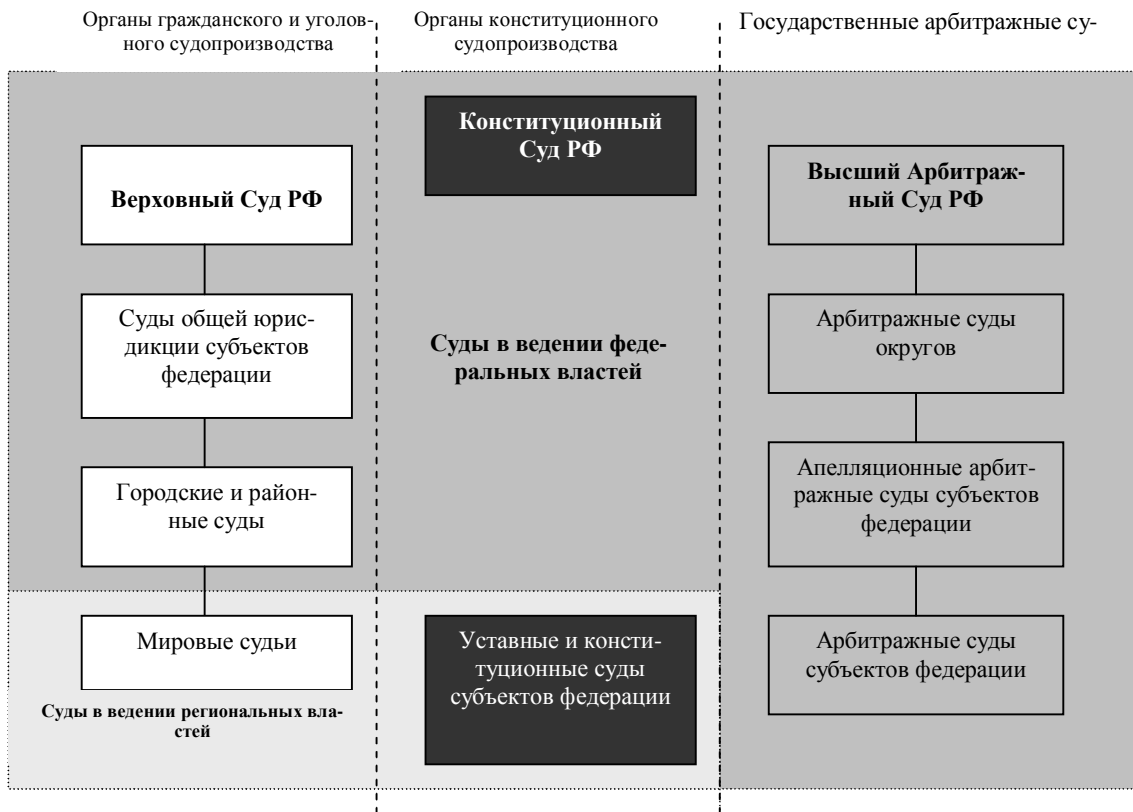 Органы гражданского и уголов-
ного судопроизводства
Органы конституционного
судопроизводства
Государственные арбитражные су-
Конституционный
Суд РФ
Верховный Суд РФ
Высший Арбитраж-
ный Суд РФ
Суды общей юрис-
дикции субъектов
федерации
Суды в ведении феде-
ральных властей
Арбитражные суды
округов
Городские и район-
ные суды
Апелляционные арбит-
ражные суды субъектов
федерации
Мировые судьи
Суды в ведении региональных вла-
стей
Уставные и консти-
туционные суды
субъектов федерации
Арбитражные суды
субъектов федерации